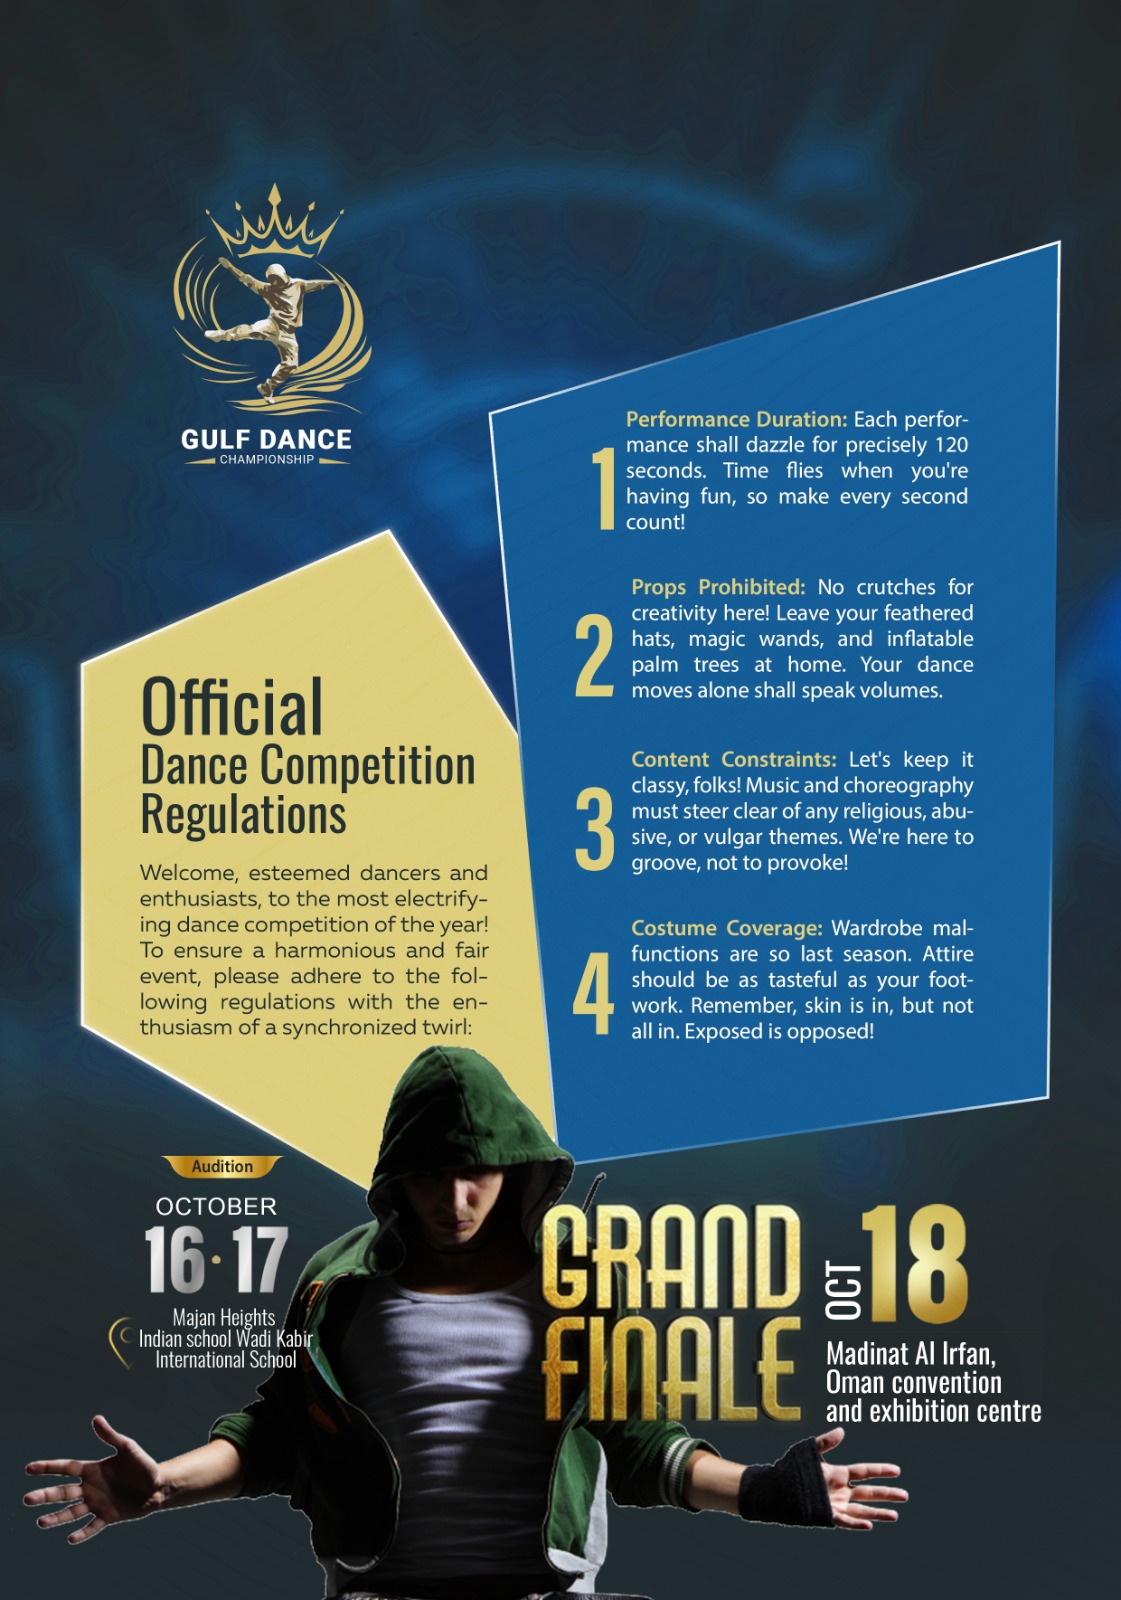 GULF DANCE
CHAMPIONSHIP
Official
Dance Competition
Regulations
Welcome, esteemed dancers and
enthusiasts, to the most electrify-
ing dance competition of the year!
To ensure a harmonious and fair
event, please adhere to the fol-
lowing regulations with the en-
thusiasm of a synchronized twirl:
1
Performance Duration: Each perfor-
mance shall dazzle for precisely 120
seconds. Time flies when you're
having fun, so make every second
count!
2
Props Prohibited: No crutches for
creativity here! Leave your feathered
hats, magic wands, and inflatable
palm trees at home. Your dance
moves alone shall speak volumes.
3
Content Constraints: Let's keep it
classy, folks! Music and choreography
must steer clear of any religious, abu-
sive, or vulgar themes. We're here to
groove, not to provoke!
4
Costume Coverage: Wardrobe mal-
functions are so last season. Attire
should be as tasteful as your foot-
work. Remember, skin is in, but not
all in. Exposed is opposed!
Audition
OCTOBER
16·17
Majan Heights
Indian school Wadi Kabir
International School
GRAND
FINALE
OCT 18
Madinat Al Irfan,
Oman convention
and exhibition centre